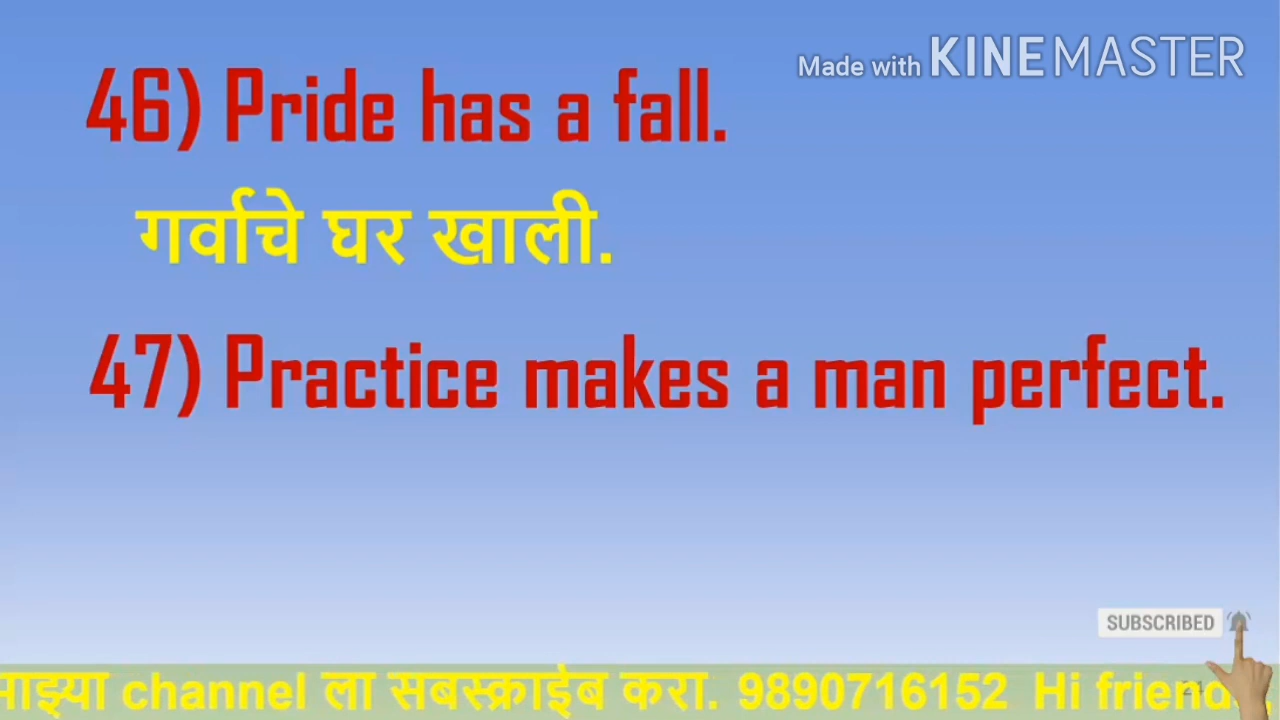 Made with KINEMASTER
46) Pride has a fall.
गर्वाचे घर खाली.
47) Practice makes a man perfect.
SUBSCRIBED
माझ्या channel ला सबस्क्राईब करा. 9890716152 Hi friends,